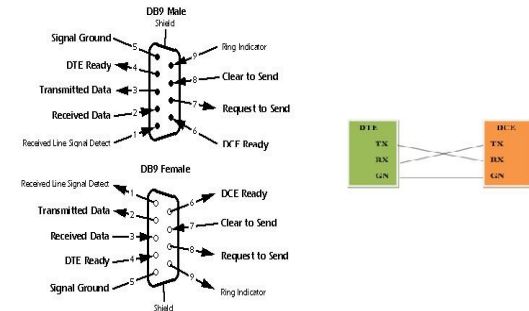 DB9 Male
Shield
Signal Ground
5
9
Ring Indicator
DTE Ready
4
8
Clear to Send
Transmitted Data
3
7
Request to Send
Received Data
2
6
DCE Ready
Received Line Signal Detect
1
DB9 Female
Received Line Signal Detect
1
6
DCE Ready
Transmitted Data
2
7
Clear to Send
Received Data
3
8
Request to Send
DTE Ready
4
9
Ring Indicator
Signal Ground
5
Shield
DTE
TX
RX
GN
DCE
TX
RX
GN